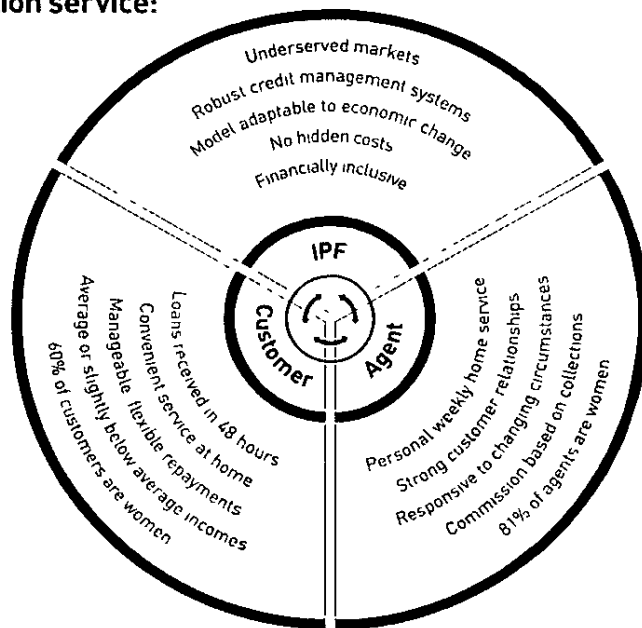 ion service:
Underserved markets
Robust credit management systems
Model adaptable to economic change
No hidden costs
Financially inclusive
IPF
Customer
Agent
Loans received in 48 hours
Convenient service at home
Manageable flexible repayments
Average or slightly below average incomes
60% of customers are women
Personal weekly home service
Strong customer relationships
Responsive to changing circumstances
Commission based on collections
81% of agents are women